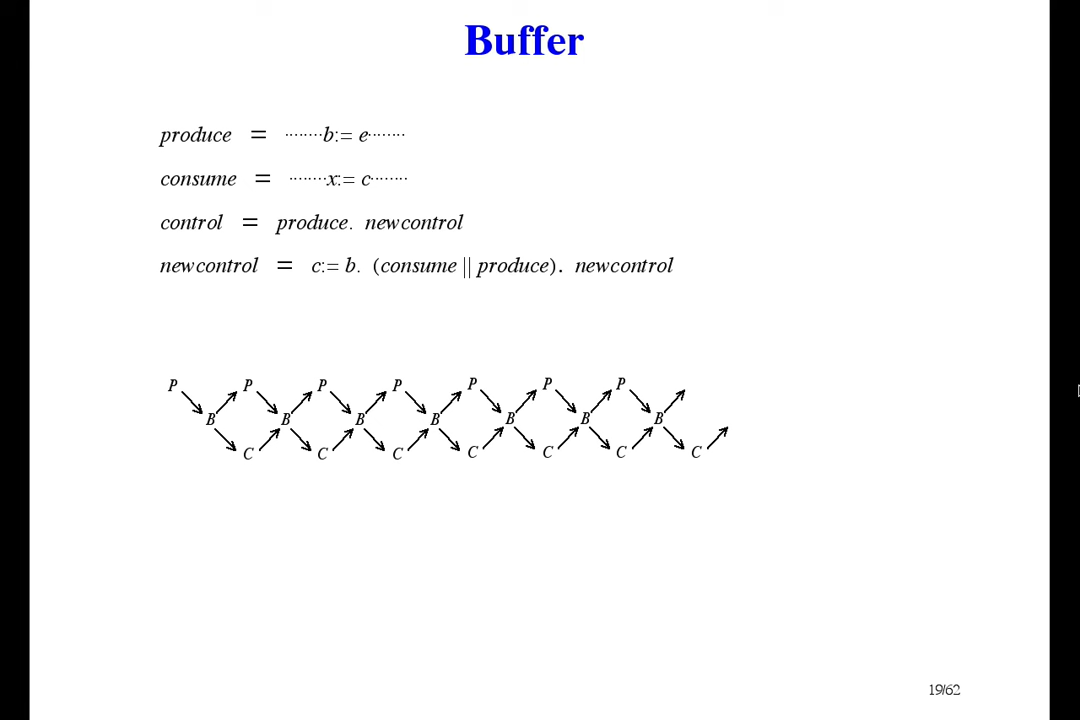 Buffer
produce = ········b:= e········
consume = ········x:= c········
control = produce. newcontrol
newcontrol = c:= b. (consume || produce). newcontrol
P P P P P P P
B B B B B B B
C C C C C C C
19/62